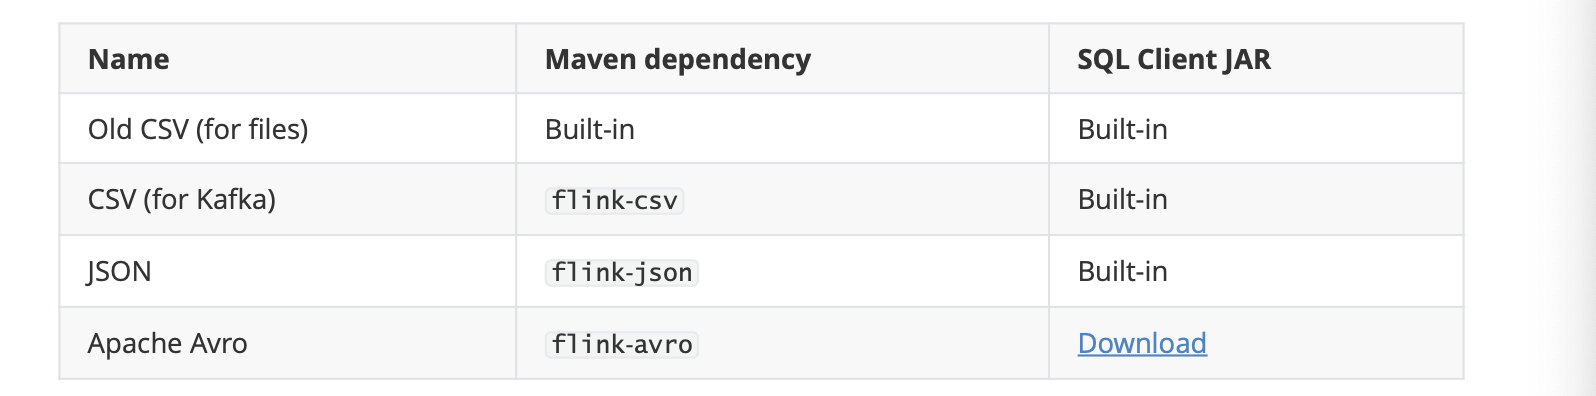 Name Maven dependency SQL Client JAR
Old CSV (for files) Built-in Built-in
CSV (for Kafka) flink-csv Built-in
JSON flink-json Built-in
Apache Avro flink-avro Download